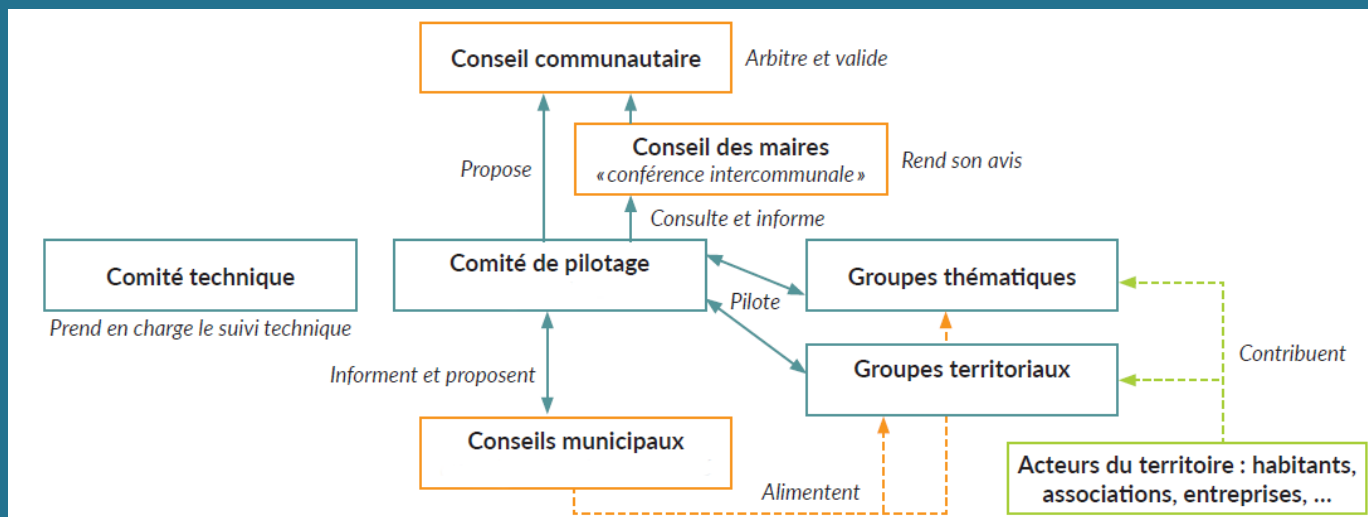 Conseil communautaire
Arbitre et valide
Conseil des maires
« conférence intercommunale »
Rend son avis
Propose
Consulte et informe
Comité technique
Prend en charge le suivi technique
Comité de pilotage
Groupes thématiques
Pilote
Groupes territoriaux
Contribuent
Informent et proposent
Conseils municipaux
Alimentent
Acteurs du territoire : habitants,
associations, entreprises, ...